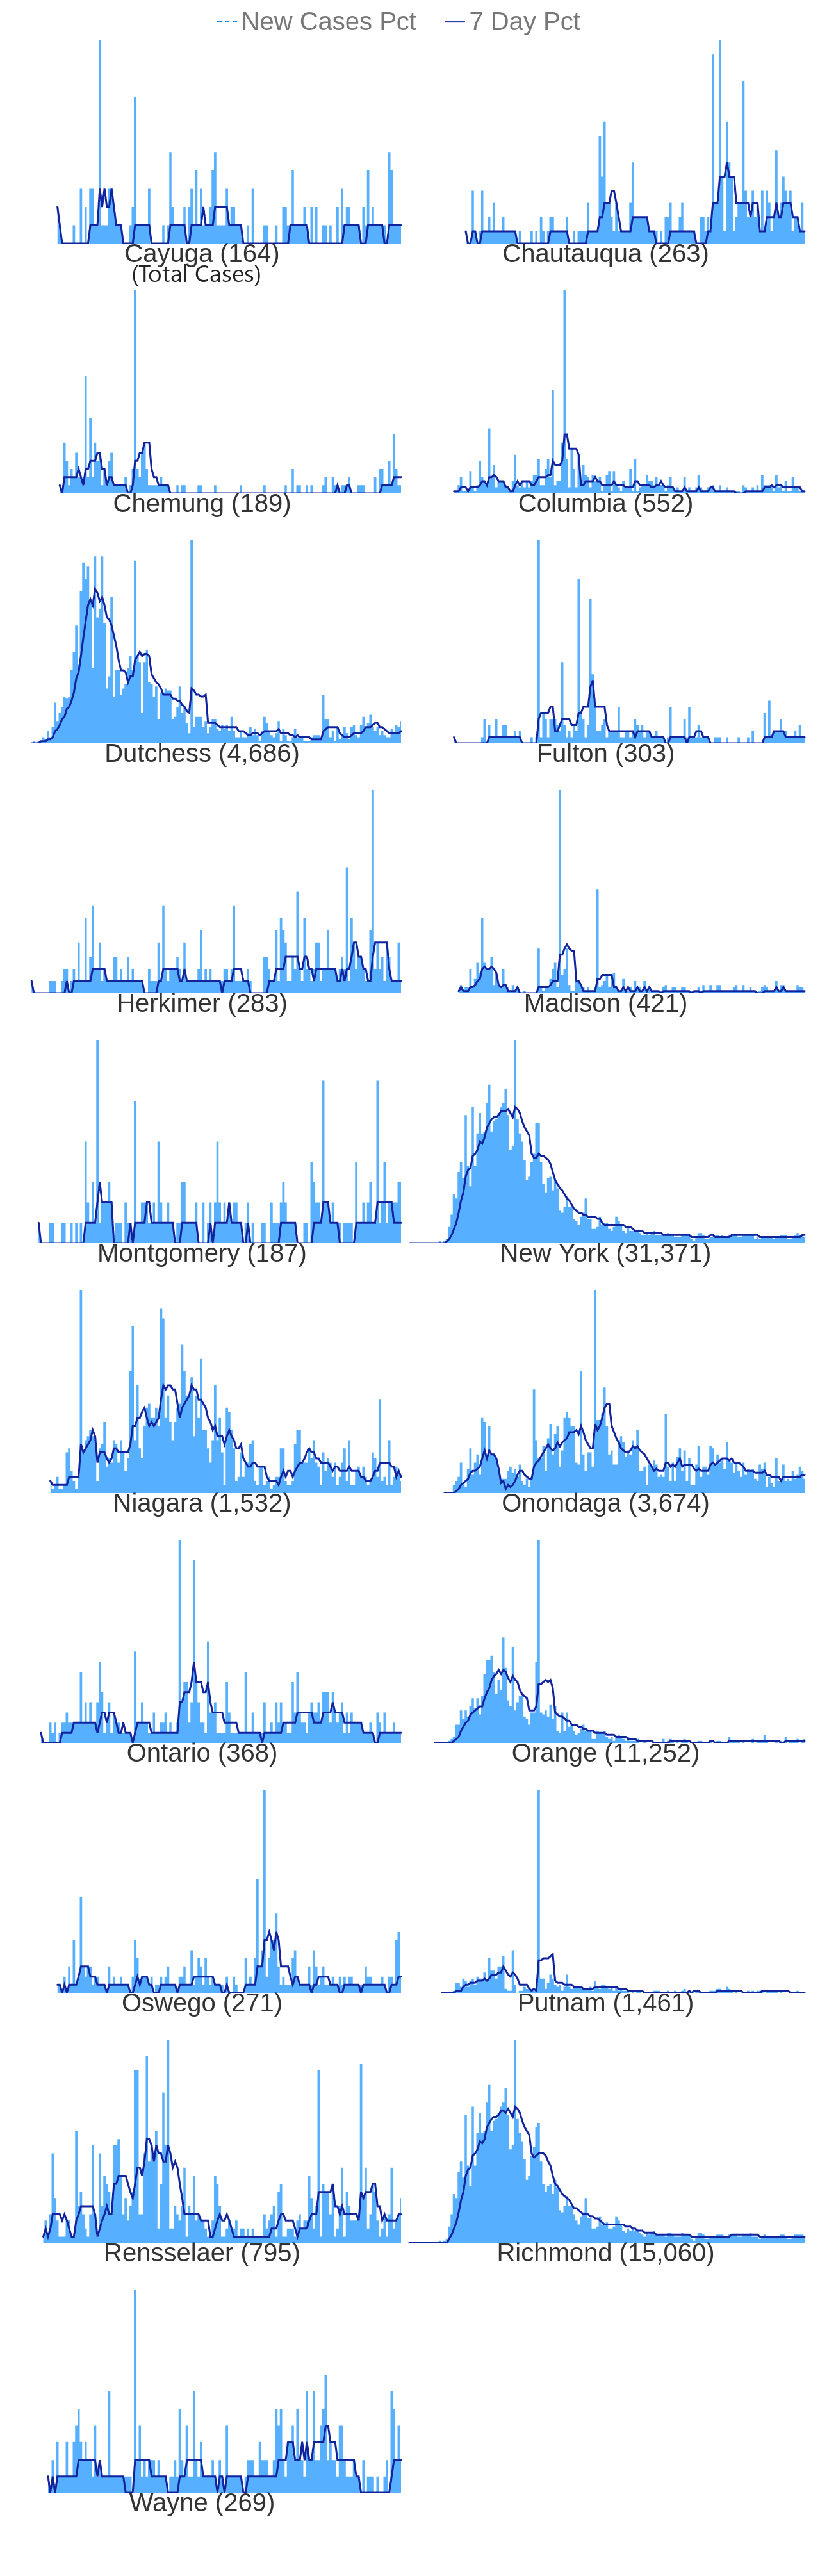 New Cases Pct 7 Day Pct
Cayuga (164) Chautauqua (263)
(Total Cases)
Chemung (189) Columbia (552)
Dutchess (4,686) Fulton (303)
Herkimer (283) Madison (421)
Montgomery (187) New York (31,371)
Niagara (1,532) Onondaga (3,674)
Ontario (368) Orange (11,252)
Oswego (271) Putnam (1,461)
Rensselaer (795) Richmond (15,060)
Wayne (269)